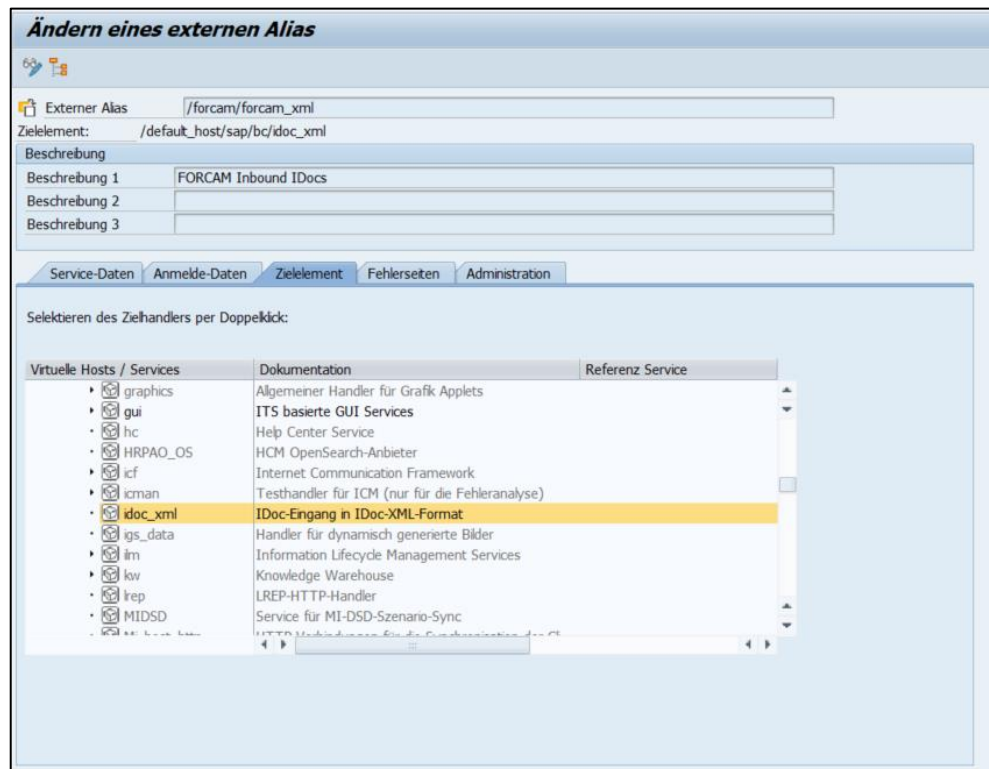 Ändern eines externen Alias
Externer Alias /forcam/forcam_xml
Zielelement: /default_host/sap/bc/idoc_xml
Beschreibung
Beschreibung 1 FORCAM Inbound IDocs
Beschreibung 2
Beschreibung 3
Service-Daten Anmelde-Daten Zielelement Fehlerseiten Administration
Selektieren des Zielhandlers per Doppelklick:
Virtuelle Hosts / Services Dokumentation Referenz Service
graphics Allgemeiner Handler für Grafik Applets
gui ITS basierte GUI Services
hc Help Center Service
HRPAO_OS HCM OpenSearch-Anbieter
icf Internet Communication Framework
icman Testhandler für ICM (nur für die Fehleranalyse)
idoc_xml IDoc-Eingang in IDoc-XML-Format
igs_data Handler für dynamisch generierte Bilder
ilm Information Lifecycle Management Services
kw Knowledge Warehouse
lrep LREP-HTTP-Handler
MIDSD Service für MI-DSD-Szenario-Sync